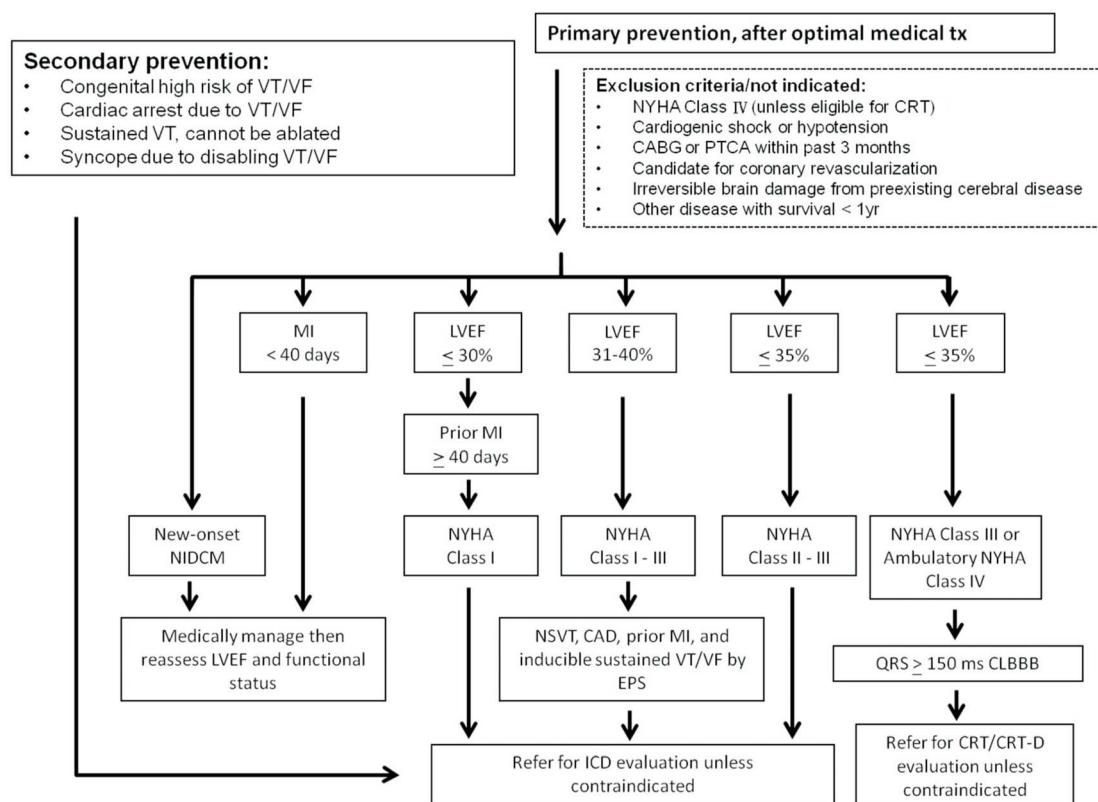 Primary prevention, after optimal medical tx
Secondary prevention:
• Congenital high risk of VT/VF
• Cardiac arrest due to VT/VF
• Sustained VT, cannot be ablated
• Syncope due to disabling VT/VF
Exclusion criteria/not indicated:
• NYHA Class IV (unless eligible for CRT)
• Cardiogenic shock or hypotension
• CABG or PTCA within past 3 months
• Candidate for coronary revascularization
• Irreversible brain damage from preexisting cerebral disease
• Other disease with survival < 1yr
MI
< 40 days
LVEF
≤ 30%
LVEF
31-40%
LVEF
≤ 35%
LVEF
≤ 35%
Prior MI
≥ 40 days
New-onset
NIDCM
NYHA
Class I
NYHA
Class I - III
NYHA
Class II - III
NYHA Class III or
Ambulatory NYHA
Class IV
Medically manage then
reassess LVEF and functional
status
NSVT, CAD, prior MI, and
inducible sustained VT/VF by
EPS
QRS ≥ 150 ms CLBBB
Refer for ICD evaluation unless
contraindicated
Refer for CRT/CRT-D
evaluation unless
contraindicated